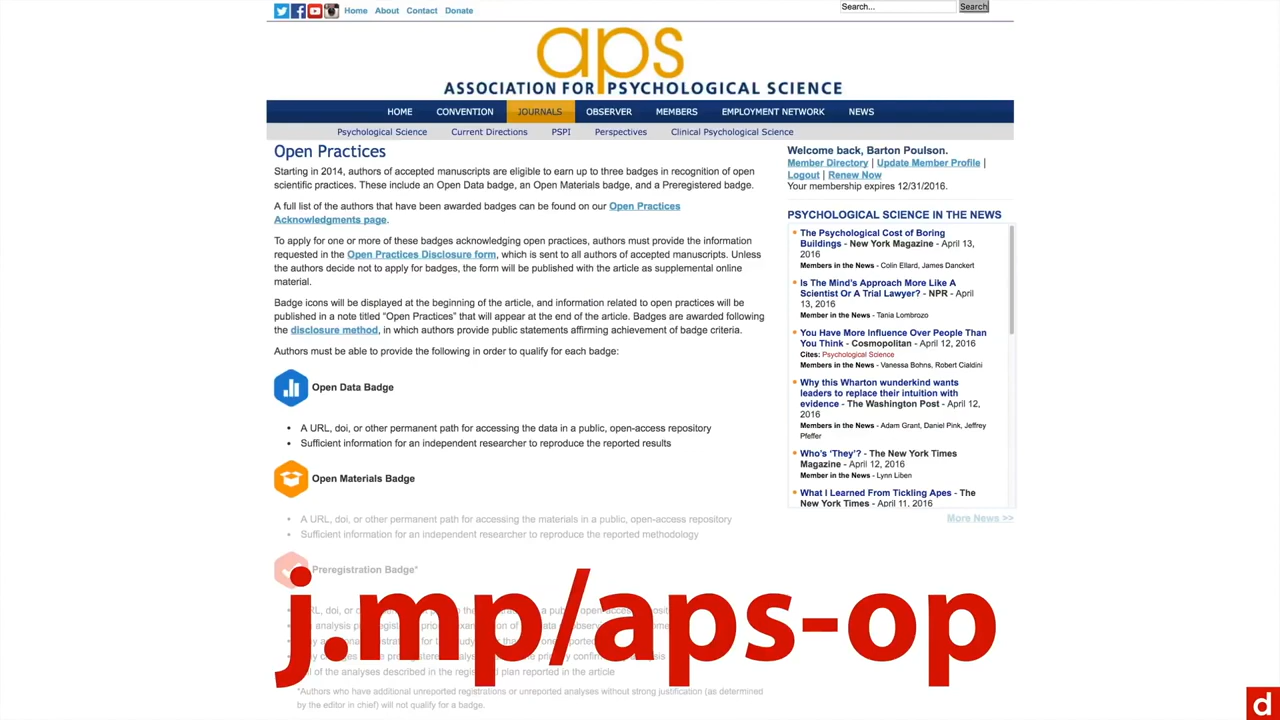 Home About Contact Donate
Search... Search
aps
ASSOCIATION FOR PSYCHOLOGICAL SCIENCE
HOME CONVENTION JOURNALS OBSERVER MEMBERS EMPLOYMENT NETWORK NEWS
Psychological Science Current Directions PSPI Perspectives Clinical Psychological Science
Open Practices
Starting in 2014, authors of accepted manuscripts are eligible to earn up to three badges in recognition of open
scientific practices. These include an Open Data badge, an Open Materials badge, and a Preregistered badge.
A full list of the authors that have been awarded badges can be found on our Open Practices
Acknowledgments page.
To apply for one or more of these badges acknowledging open practices, authors must provide the information
requested in the Open Practices Disclosure form, which is sent to all authors of accepted manuscripts. Unless
the authors decide not to apply for badges, the form will be published with the article as supplemental online
material.
Badge icons will be displayed at the beginning of the article, and information related to open practices will be
published in a note titled "Open Practices" that will appear at the end of the article. Badges are awarded following
the disclosure method, in which authors provide public statements affirming achievement of badge criteria.
Authors must be able to provide the following in order to qualify for each badge:
Open Data Badge
• A URL, doi, or other permanent path for accessing the data in a public, open-access repository
• Sufficient information for an independent researcher to reproduce the reported results
Open Materials Badge
• A URL, doi, or other permanent path for accessing the materials in a public, open-access repository
• Sufficient information for an independent researcher to reproduce the reported methodology
Preregistration Badge*
*Authors who have additional unreported registrations or unreported analyses without strong justification (as determined
by the editor in chief) will not qualify for a badge.
Welcome back, Barton Poulson.
Member Directory | Update Member Profile |
Logout | Renew Now
Your membership expires 12/31/2016.
PSYCHOLOGICAL SCIENCE IN THE NEWS
The Psychological Cost of Boring
Buildings - New York Magazine - April 13,
2016
Members in the News - Colin Ellard, James Danckert
Is The Mind's Approach More Like A
Scientist Or A Trial Lawyer? - NPR - April
13, 2016
Member in the News - Tania Lombrozo
You Have More Influence Over People Than
You Think - Cosmopolitan - April 12, 2016
Cites: Psychological Science
Members in the News - Vanessa Bohns, Robert Cialdini
Why this Wharton wunderkind wants
leaders to replace their intuition with
evidence - The Washington Post - April 12,
2016
Members in the News - Adam Grant, Daniel Pink, Jeffrey
Pfeffer
Who's 'They'? - The New York Times
Magazine - April 12, 2016
Member in the News - Lynn Liben
What I Learned From Tickling Apes - The
New York Times - April 11, 2016
More News >>
j.mp/aps-op
d